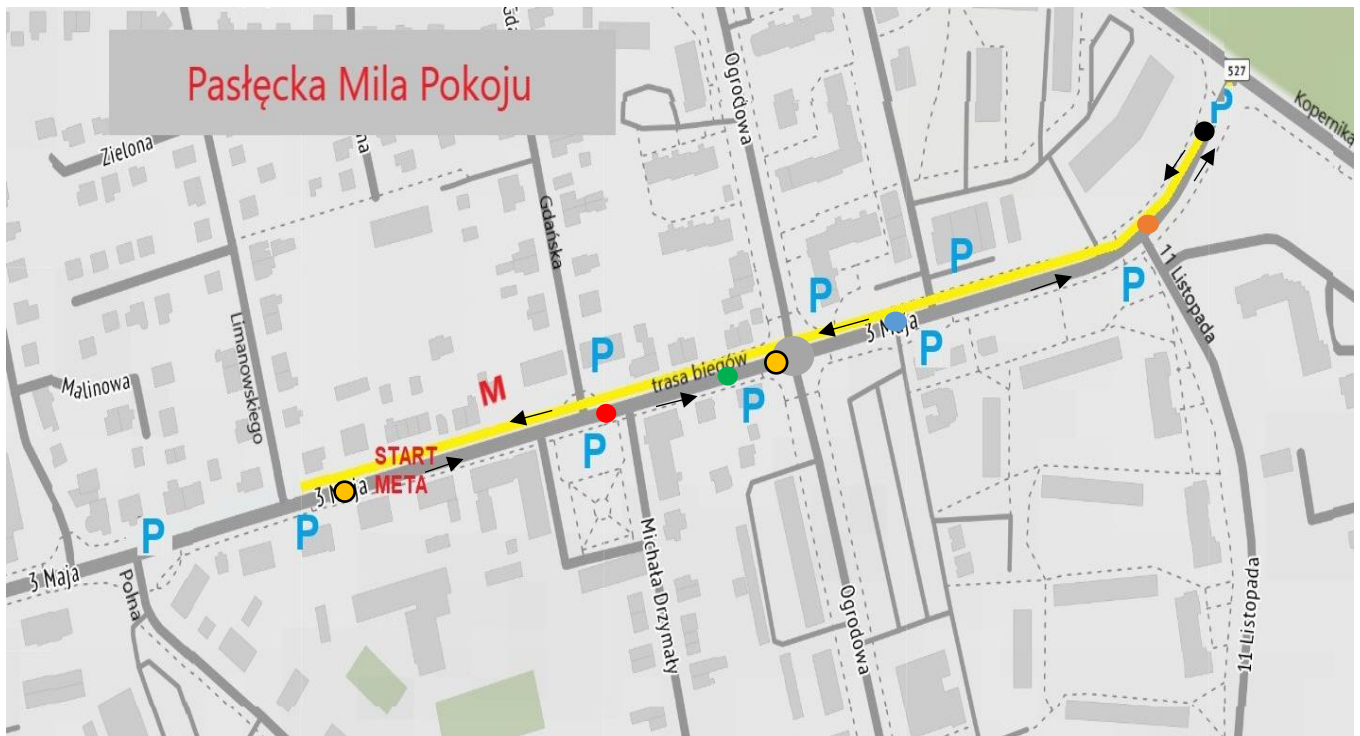 Pasłęcka Mila Pokoju
527
Kopernika
Zielona
Ogrodowa
P
Gdańska
11 Listopada
P
P
P
Limanowskiego
Malinowa
3 Maja
P
P
trasa biegów
M
P
P
START
META
3 Maja
P
P
3 Maja
Polna
Michała Drzymały
Ogrodowa
11 Listopada